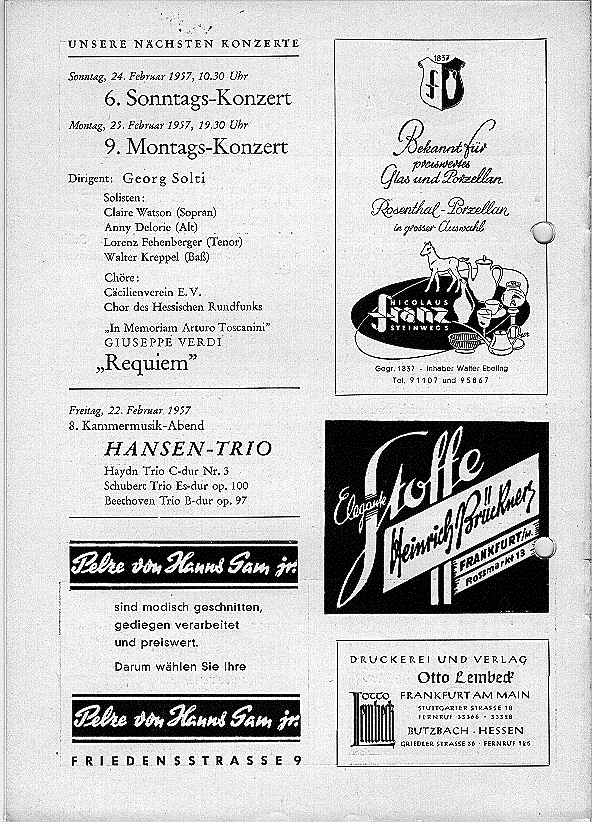 UNSERE NÄCHSTEN KONZERTE
Sonntag, 24. Februar 1957, 10.30 Uhr
6. Sonntags-Konzert
Montag, 25. Februar 1957, 19.30 Uhr
9. Montags-Konzert
Dirigent: Georg Solti
Solisten:
Claire Watson (Sopran)
Anny Delorie (Alt)
Lorenz Fehenberger (Tenor)
Walter Kreppel (Baß)
Chöre:
Cäcilienverein E. V.
Chor des Hessischen Rundfunks
„In Memoriam Arturo Toscanini"
GIUSEPPE VERDI
„Requiem"
Freitag, 22. Februar 1957
8. Kammermusik-Abend
HANSEN-TRIO
Haydn Trio C-dur Nr. 3
Schubert Trio Es-dur op. 100
Beethoven Trio B-dur op. 97
Pelze von Hanns Sam jr.
sind modisch geschnitten,
gediegen verarbeitet
und preiswert.
Darum wählen Sie Ihre
Pelze von Hanns Sam jr.
FRIEDENSSTRASSE 9
1837
Bekannt für
preiswertes
Glas und Porzellan
Rosenthal-Porzellan
in grosser Auswahl
NICOLAUS
franz
STEINWEG 5
Gegr. 1837 - Inhaber Walter Ebeling
Tel. 91107 und 95867
Elegante
Stoffe
Heinrich Brückner
FRANKFURT/M.
Rossmarkt 13
DRUCKEREI UND VERLAG
Otto Lembeck
OTTO
lembeck
FRANKFURT AM MAIN
STUTTGARTER STRASSE 18
FERNRUF 33366 · 33358
BUTZBACH · HESSEN
GRIEDLER STRASSE 36 · FERNRUF 185